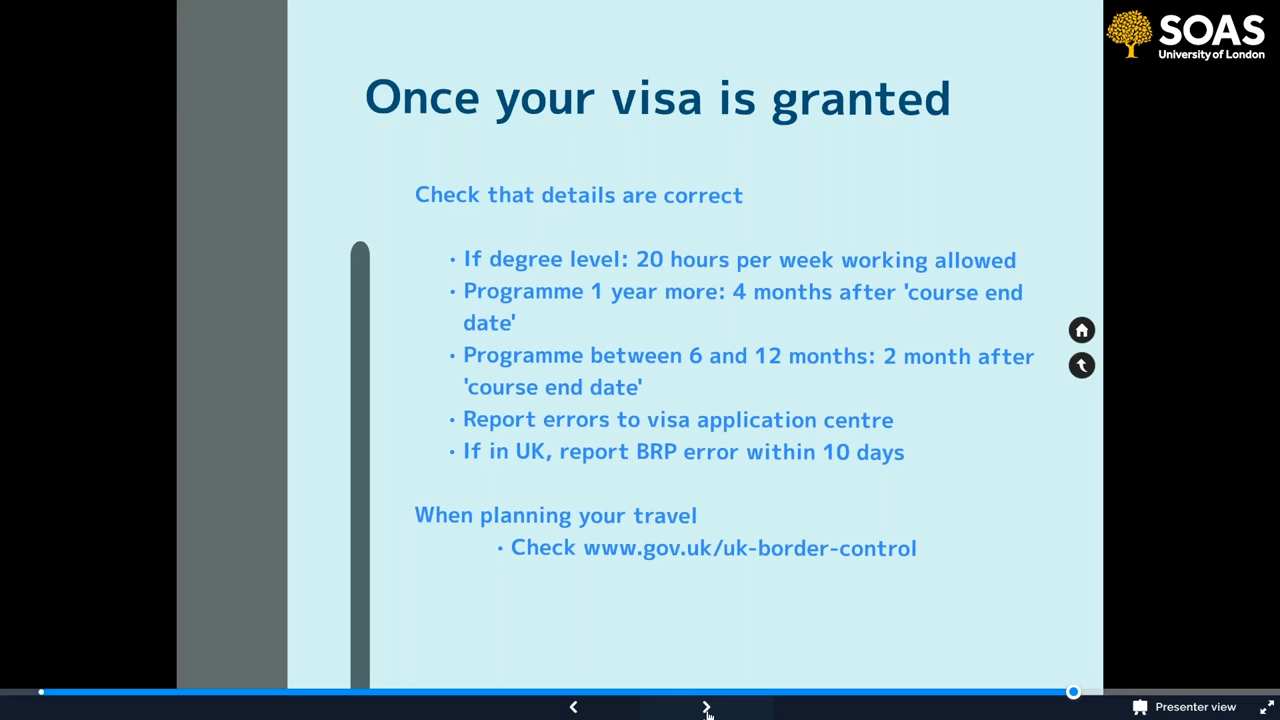 SOAS
University of London
Once your visa is granted
Check that details are correct
· If degree level: 20 hours per week working allowed
· Programme 1 year more: 4 months after 'course end
date'
· Programme between 6 and 12 months: 2 month after
'course end date'
· Report errors to visa application centre
· If in UK, report BRP error within 10 days
When planning your travel
· Check www.gov.uk/uk-border-control
Presenter view